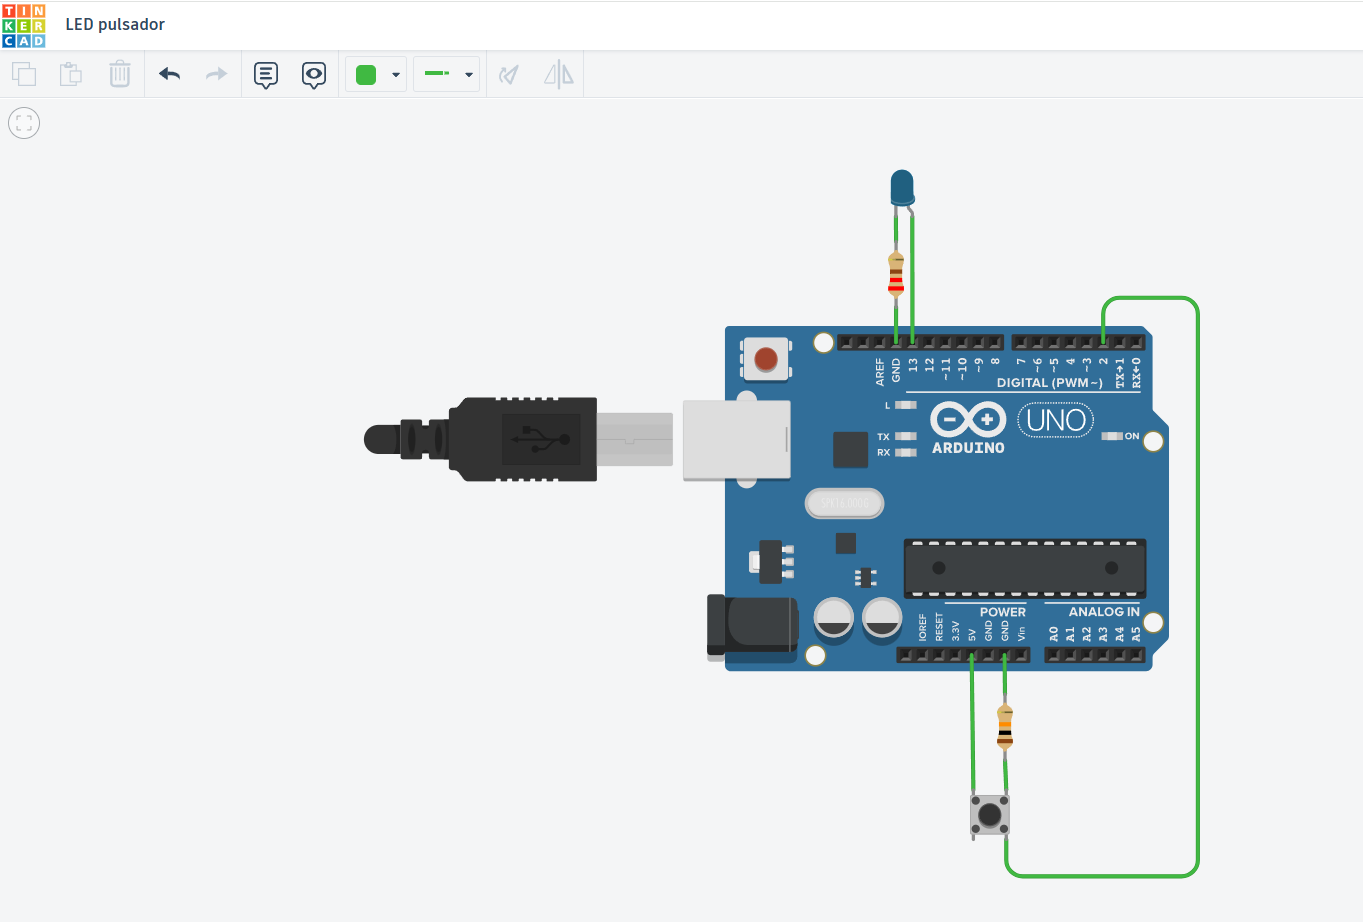 TIN
KER
CAD
LED pulsador
AREF
GND
13
12
~11
~10
~9
8
7
~6
~5
4
~3
2
TX→1
RX←0
DIGITAL (PWM~)
L
TX
RX
ARDUINO
UNO
ON
IOREF
RESET
3.3V
5V
GND
GND
Vin
POWER
ANALOG IN
A0
A1
A2
A3
A4
A5